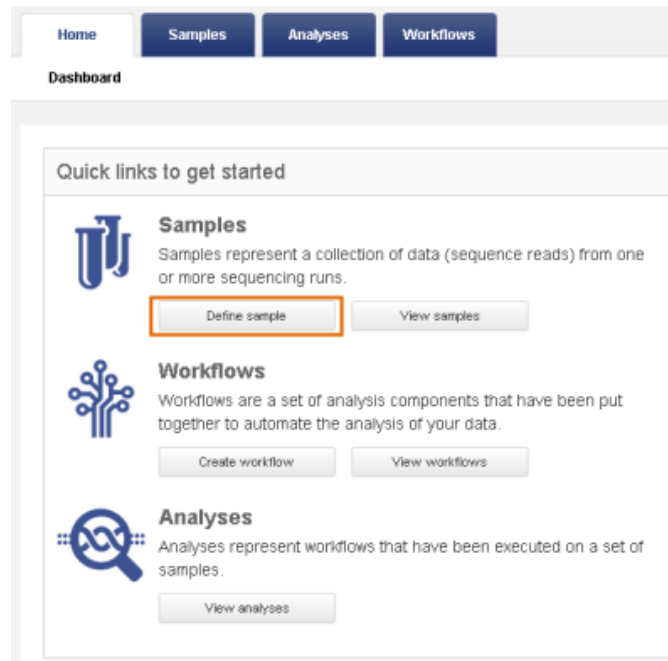 Home Samples Analyses Workflows
Dashboard
Quick links to get started
Samples
Samples represent a collection of data (sequence reads) from one
or more sequencing runs.
Define sample View samples
Workflows
Workflows are a set of analysis components that have been put
together to automate the analysis of your data.
Create workflow View workflows
Analyses
Analyses represent workflows that have been executed on a set of
samples.
View analyses